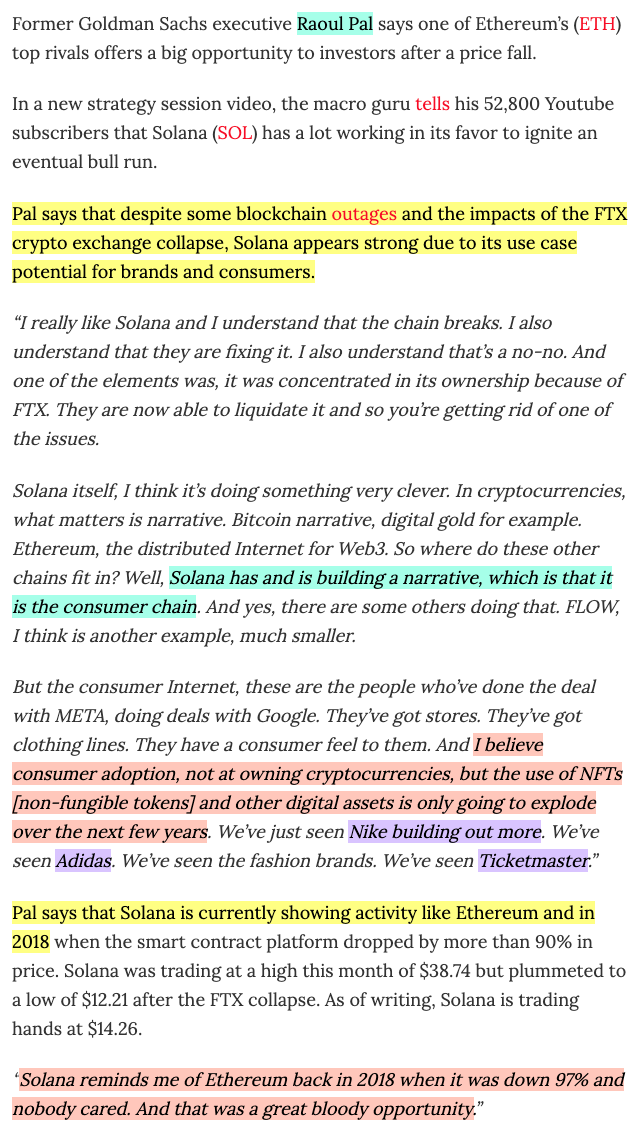 Former Goldman Sachs executive Raoul Pal says one of Ethereum’s (ETH)
top rivals offers a big opportunity to investors after a price fall.
In a new strategy session video, the macro guru tells his 52,800 Youtube
subscribers that Solana (SOL) has a lot working in its favor to ignite an
eventual bull run.
Pal says that despite some blockchain outages and the impacts of the FTX
crypto exchange collapse, Solana appears strong due to its use case
potential for brands and consumers.
“I really like Solana and I understand that the chain breaks. I also
understand that they are fixing it. I also understand that’s a no-no. And
one of the elements was, it was concentrated in its ownership because of
FTX. They are now able to liquidate it and so you’re getting rid of one of
the issues.
Solana itself, I think it’s doing something very clever. In cryptocurrencies,
what matters is narrative. Bitcoin narrative, digital gold for example.
Ethereum, the distributed Internet for Web3. So where do these other
chains fit in? Well, Solana has and is building a narrative, which is that it
is the consumer chain. And yes, there are some others doing that. FLOW,
I think is another example, much smaller.
But the consumer Internet, these are the people who’ve done the deal
with META, doing deals with Google. They’ve got stores. They’ve got
clothing lines. They have a consumer feel to them. And I believe
consumer adoption, not at owning cryptocurrencies, but the use of NFTs
[non-fungible tokens] and other digital assets is only going to explode
over the next few years. We’ve just seen Nike building out more. We’ve
seen Adidas. We’ve seen the fashion brands. We’ve seen Ticketmaster.”
Pal says that Solana is currently showing activity like Ethereum and in
2018 when the smart contract platform dropped by more than 90% in
price. Solana was trading at a high this month of $38.74 but plummeted to
a low of $12.21 after the FTX collapse. As of writing, Solana is trading
hands at $14.26.
‘Solana reminds me of Ethereum back in 2018 when it was down 97% and
nobody cared. And that was a great bloody opportunity.”